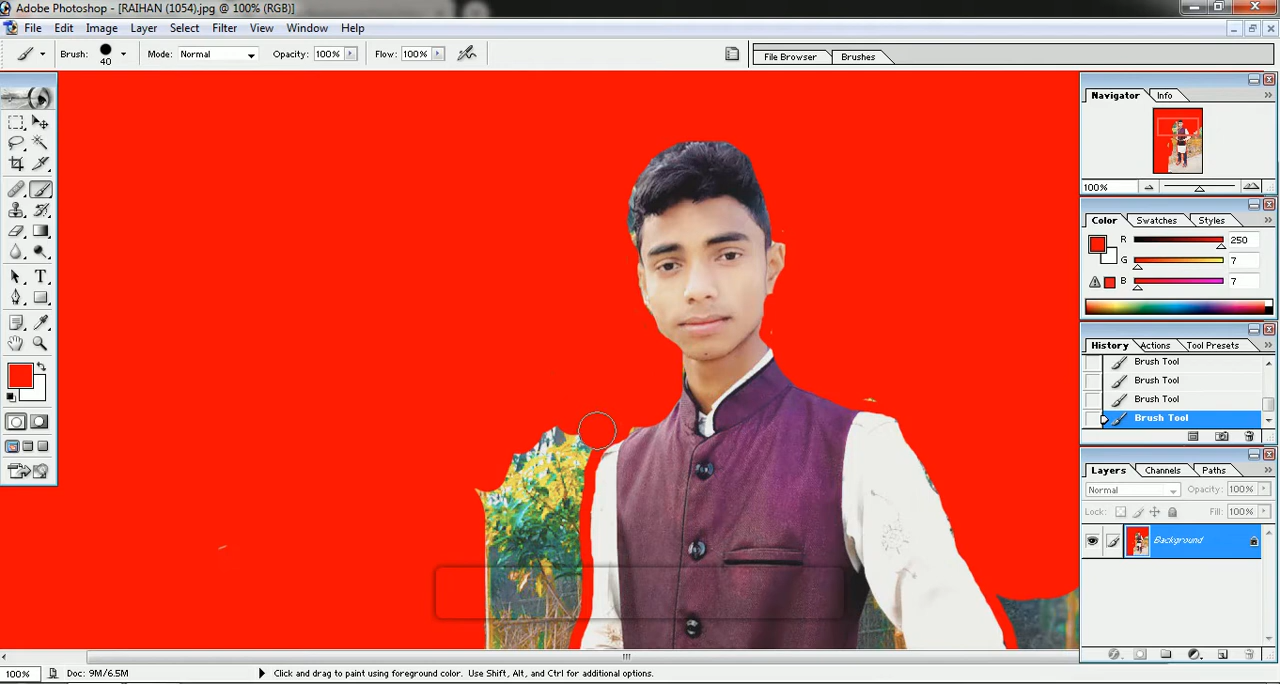 Adobe Photoshop - [RAIHAN (1054).jpg @ 100% (RGB)]
File Edit Image Layer Select Filter View Window Help
Brush: 40 Mode: Normal Opacity: 100% Flow: 100% File Browser Brushes
Navigator Info
100%
Color Swatches Styles
R 250
G 7
B 7
History Actions Tool Presets
Brush Tool
Brush Tool
Brush Tool
Brush Tool
Layers Channels Paths
Normal Opacity: 100%
Lock: Fill: 100%
Background
100% Doc: 9M/6.5M Click and drag to paint using foreground color. Use Shift, Alt, and Ctrl for additional options.